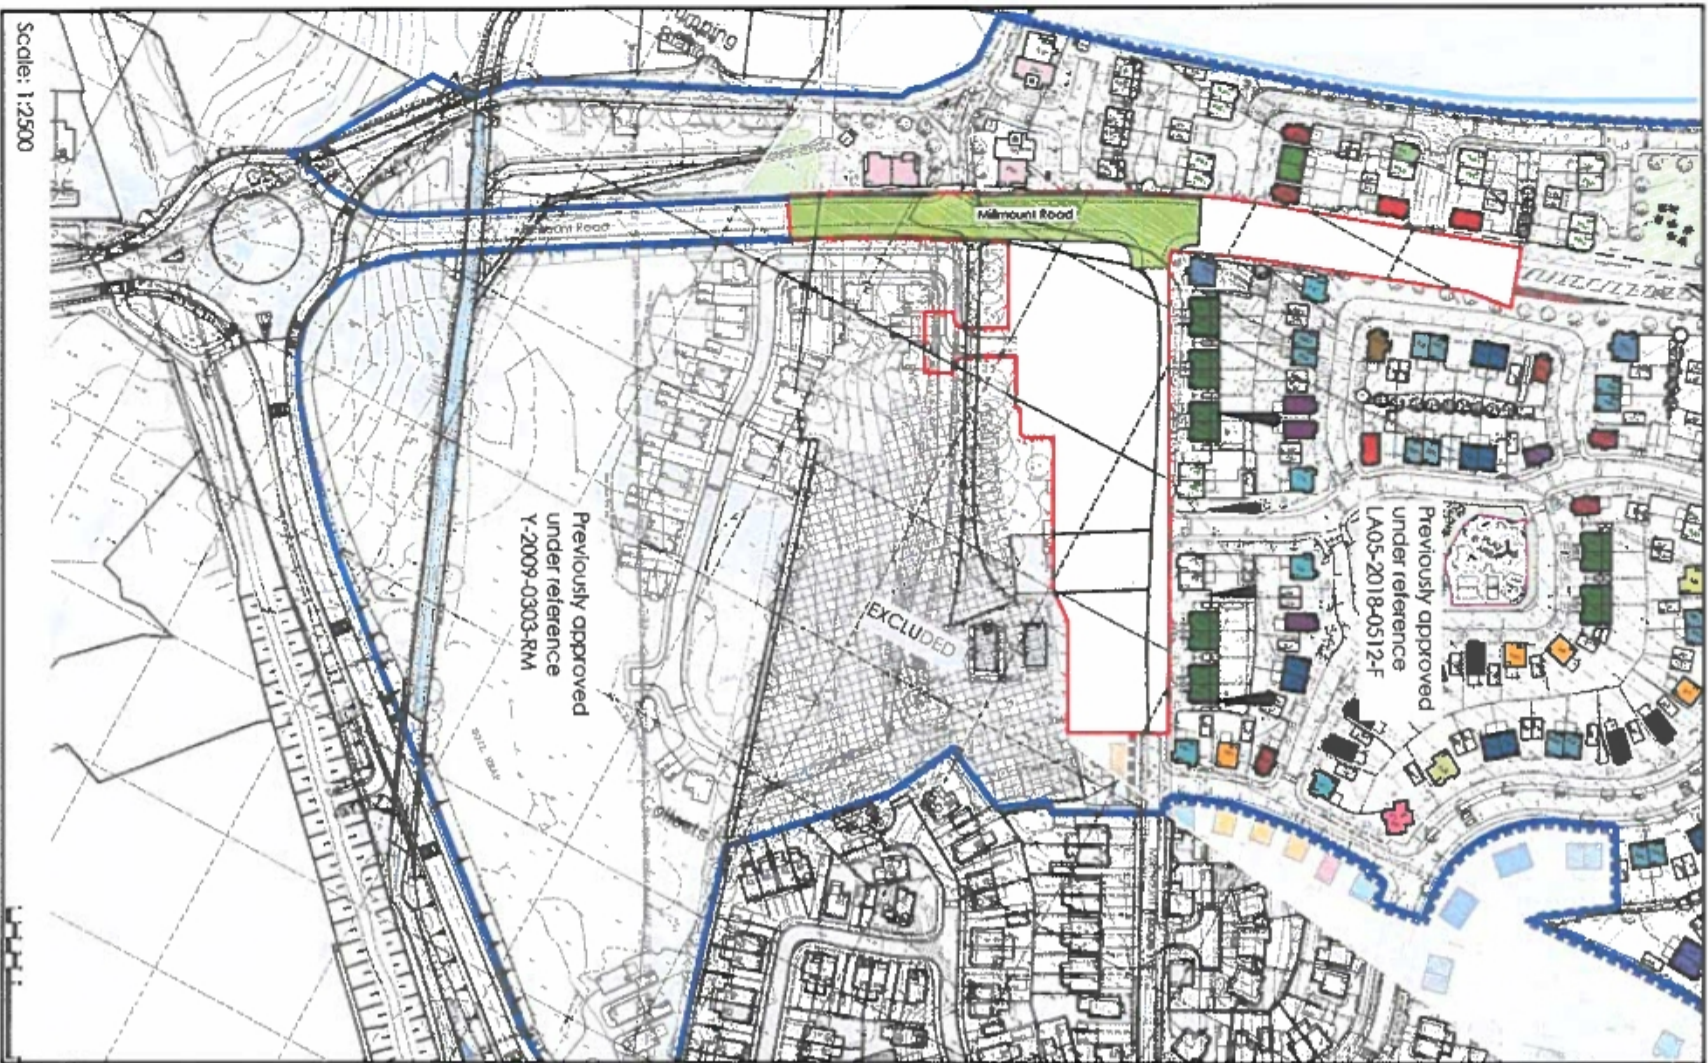 Scale: 1:2500
Millmount Road
EXCLUDED
Previously approved
under reference
Y-2009-0303-RM
Previously approved
under reference
LA05-2018-0512-F